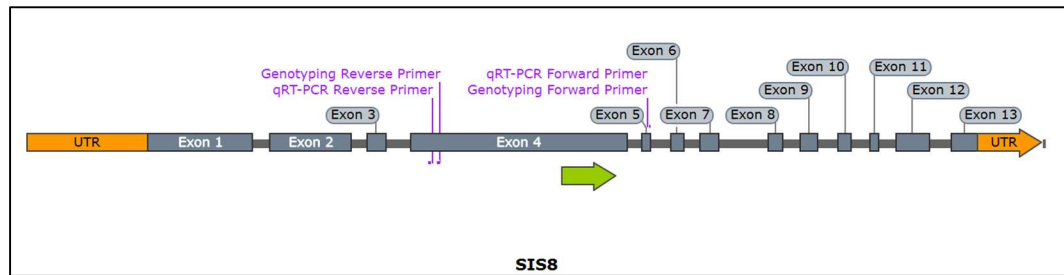 Exon 6
Genotyping Reverse Primer
qRT-PCR Forward Primer
Exon 10
Exon 11
qRT-PCR Reverse Primer
Genotyping Forward Primer
Exon 9
Exon 12
Exon 3
Exon 5
Exon 7
Exon 8
Exon 13
UTR
Exon 1
Exon 2
Exon 4
UTR
SIS8